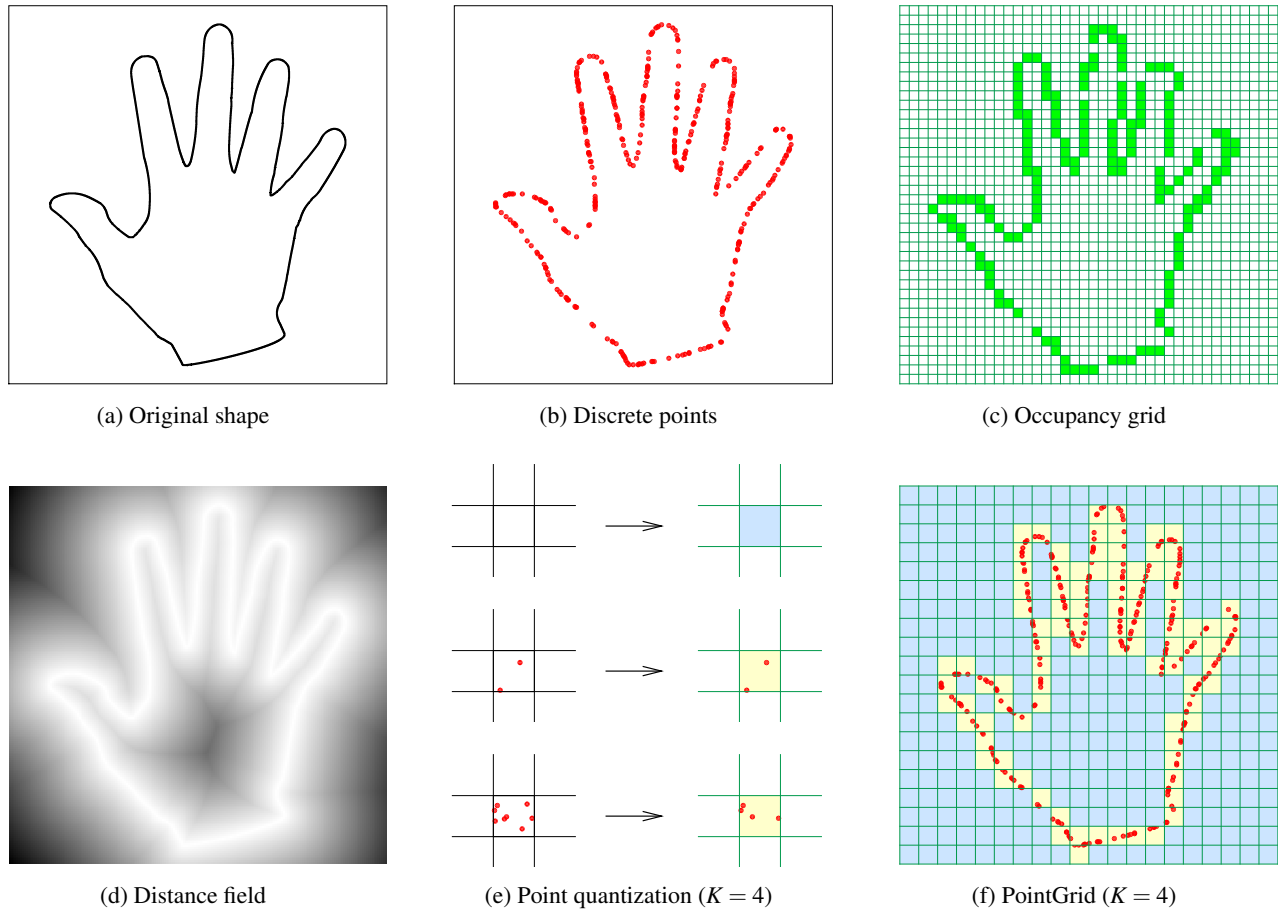 (a) Original shape
(b) Discrete points
(c) Occupancy grid
(d) Distance field
(e) Point quantization (K = 4)
(f) PointGrid (K = 4)